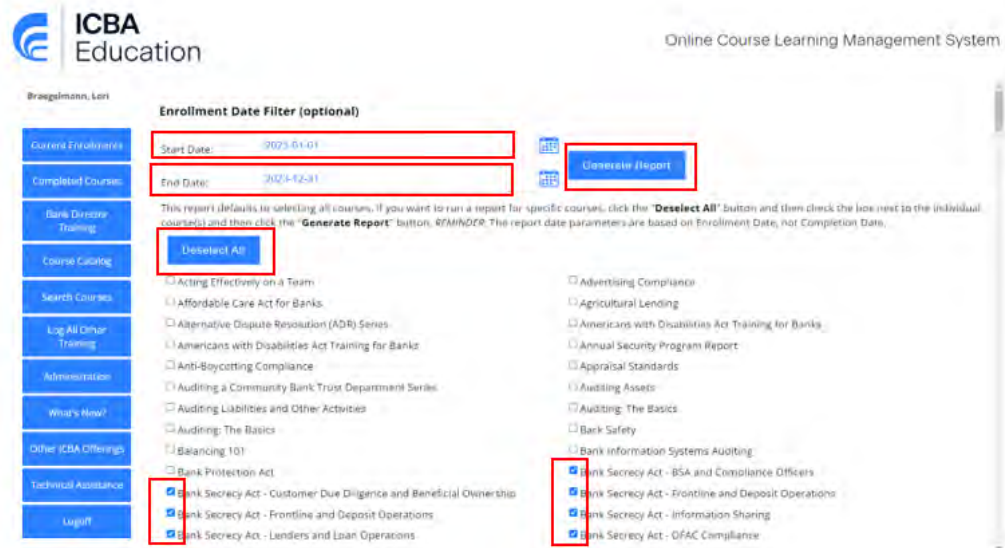 ICBA
Education
Online Course Learning Management System
Braegelmann, Lori
Enrollment Date Filter (optional)
Current Enrollments
Start Date:
2023-01-01
Generate Report
Completed Courses
End Date:
2023-12-31
Bank Director
Training
This report defaults to selecting all courses. If you want to run a report for specific courses, click the "Deselect All" button and then check the box next to the individual
course(s) and then click the "Generate Report" button. REMINDER: The report date parameters are based on Enrollment Date, not Completion Date.
Deselect All
Course Catalog
Acting Effectively on a Team
Advertising Compliance
Search Courses
Affordable Care Act for Banks
Agricultural Lending
Log All Other
Training
Alternative Dispute Resolution (ADR) Series
Americans with Disabilities Act Training for Banks
Americans with Disabilities Act Training for Banks
Annual Security Program Report
Administration
Anti-Boycotting Compliance
Appraisal Standards
Auditing a Community Bank Trust Department Series
Auditing Assets
What's New?
Auditing Liabilities and Other Activities
Auditing: The Basics
Auditing: The Basics
Back Safety
Other ICBA Offerings
Balancing 101
Bank Information Systems Auditing
Bank Protection Act
Bank Secrecy Act - BSA and Compliance Officers
Technical Assistance
Bank Secrecy Act - Customer Due Diligence and Beneficial Ownership
Bank Secrecy Act - Frontline and Deposit Operations
Logoff
Bank Secrecy Act - Frontline and Deposit Operations
Bank Secrecy Act - Information Sharing
Bank Secrecy Act - Lenders and Loan Operations
Bank Secrecy Act - OFAC Compliance